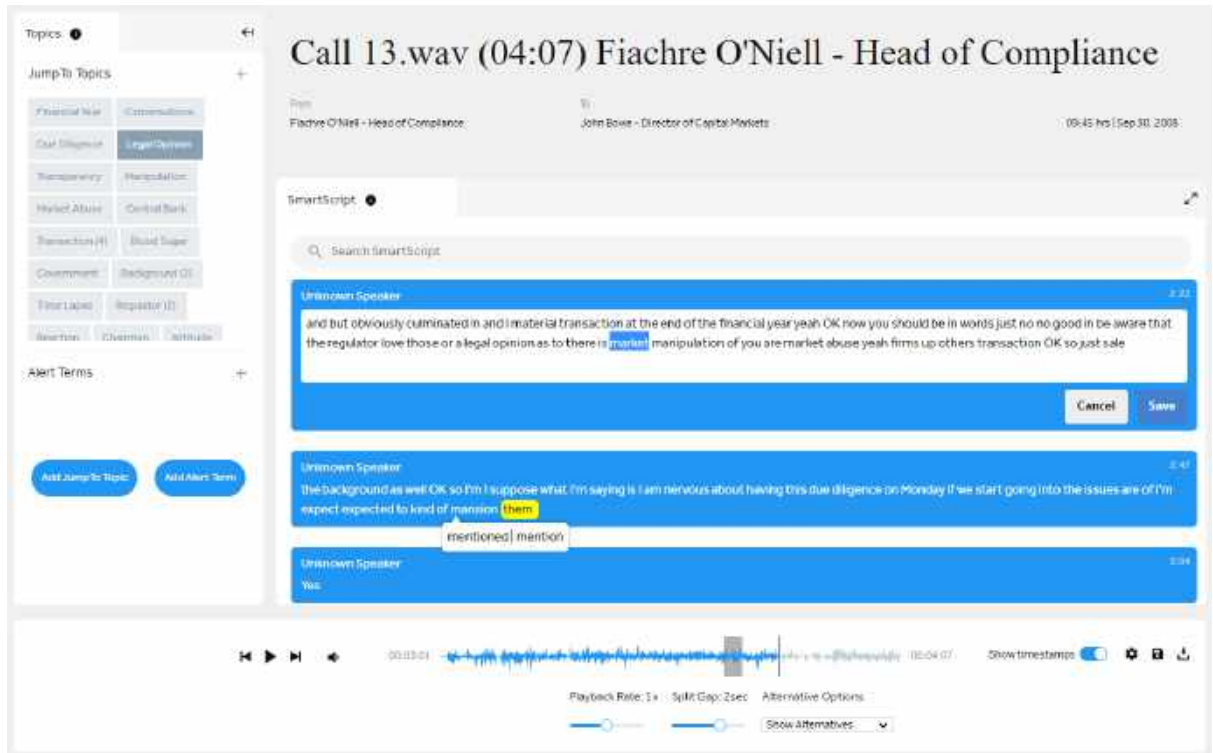 Topics
JumpTo Topics +
Financial Year Conversations
Due Diligence Legal Opinion
Transparency Manipulation
Market Abuse Central Bank
Transaction (4) Blood Sugar
Government Background (2)
Time Lapse Regulator (2)
Reaction Chairman Attitude
Alert Terms +
Add JumpTo Topic Add Alert Term
Call 13.wav (04:07) Fiachre O'Niell - Head of Compliance
From To
Fiachre O'Niell - Head of Compliance John Bowe - Director of Capital Markets 09:45 hrs | Sep 30, 2008
SmartScript
Search SmartScript
Unknown Speaker 2:22
and but obviously culminated in and I material transaction at the end of the financial year yeah OK now you should be in words just no no good in be aware that
the regulator love those or a legal opinion as to there is market manipulation of you are market abuse yeah firms up others transaction OK so just sale
Cancel Save
Unknown Speaker 2:47
the background as well OK so I'm I suppose what I'm saying is I am nervous about having this due diligence on Monday if we start going into the issues are of I'm
expect expected to kind of mansion them
mentioned| mention
Unknown Speaker
Yes
00:03:01 00:04:07 Show timestamps
Playback Rate: 1x Split Gap: 2sec Alternative Options:
Show Alternatives